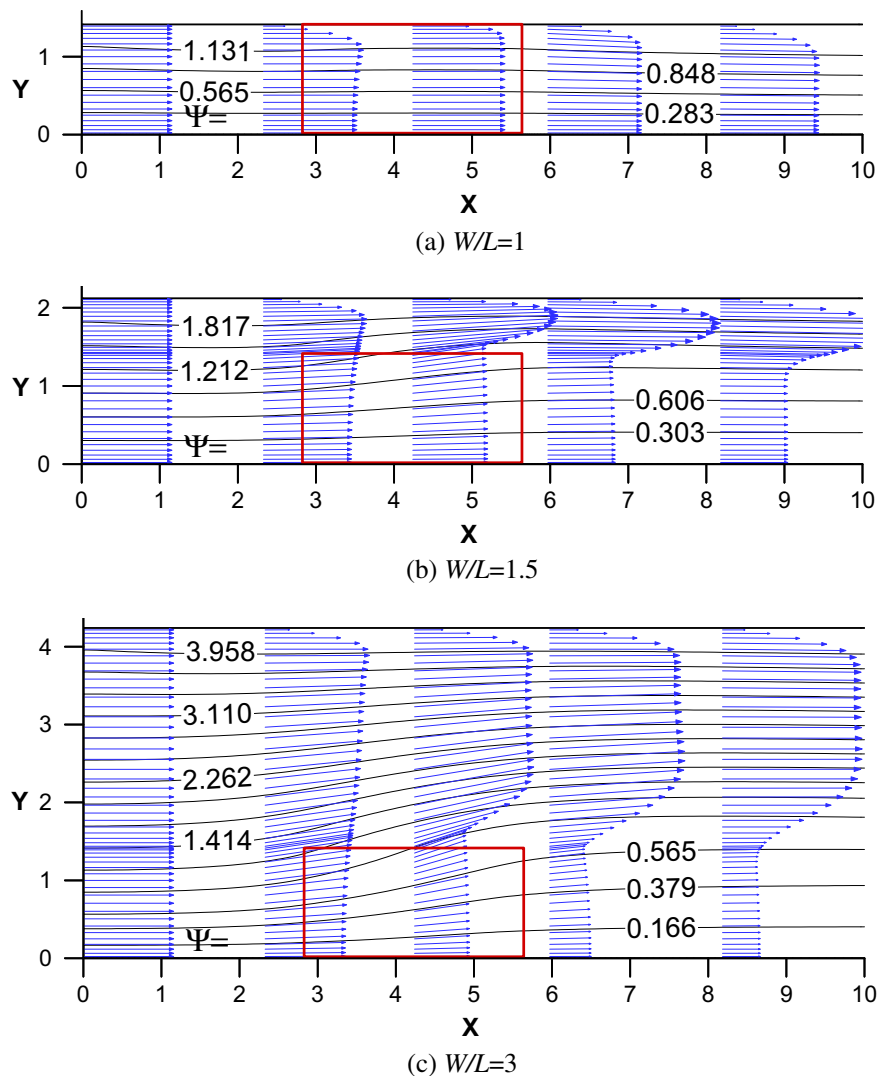 1
1.131
0.848
Y
0.565
Ψ=
0.283
0
0 1 2 3 4 5 6 7 8 9 10
X
(a) W/L=1
2
1.817
1.212
Y
1
0.606
0.303
Ψ=
0
0 1 2 3 4 5 6 7 8 9 10
X
(b) W/L=1.5
4
3.958
3
3.110
2.262
Y
2
1.414
0.565
1
0.379
0.166
Ψ=
0
0 1 2 3 4 5 6 7 8 9 10
X
(c) W/L=3